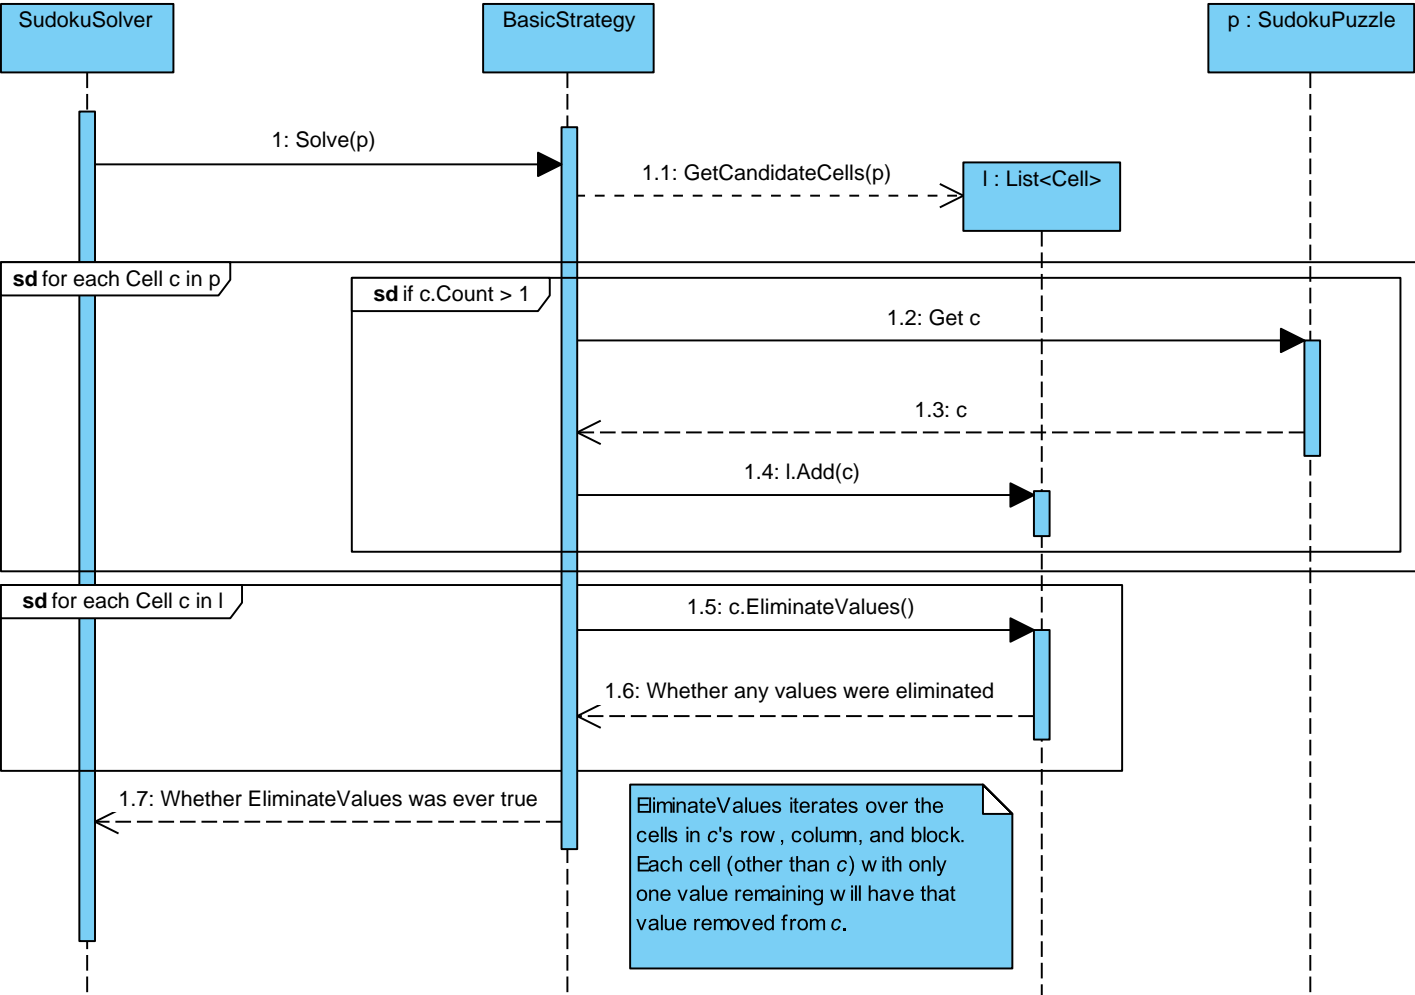 SudokuSolver
BasicStrategy
p : SudokuPuzzle
1: Solve(p)
1.1: GetCandidateCells(p)
l : List<Cell>
sd for each Cell c in p
sd if c.Count > 1
1.2: Get c
1.3: c
1.4: l.Add(c)
sd for each Cell c in l
1.5: c.EliminateValues()
1.6: Whether any values were eliminated
1.7: Whether EliminateValues was ever true
EliminateValues iterates over the
cells in c's row, column, and block.
Each cell (other than c) with only
one value remaining will have that
value removed from c.